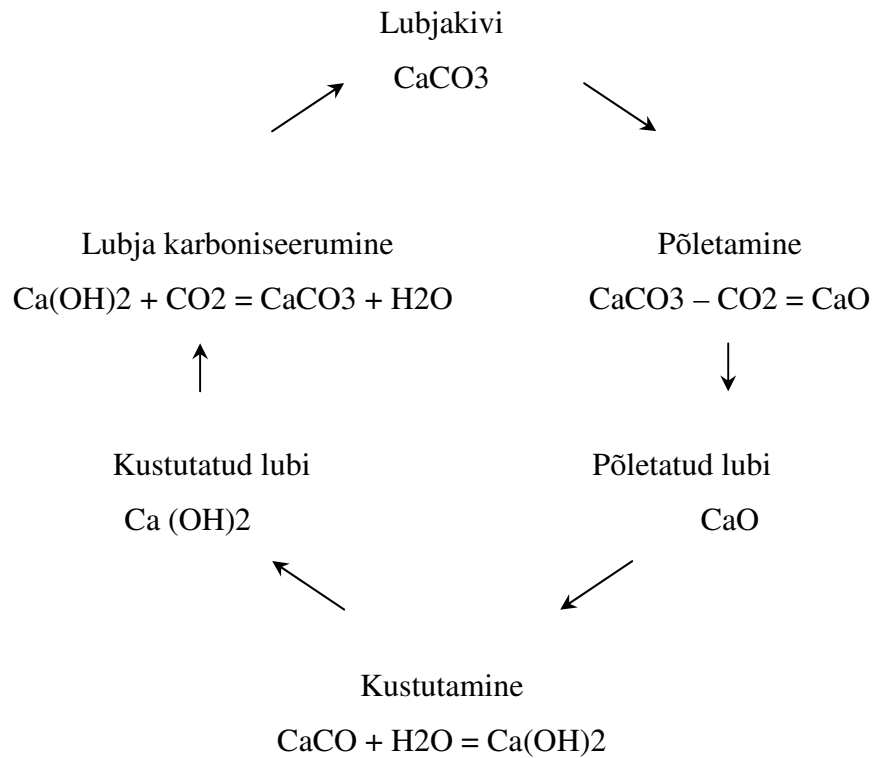 Lubjakivi
CaCO3
Lubja karboniseerumine
Ca(OH)2 + CO2 = CaCO3 + H2O
Põletamine
CaCO3 – CO2 = CaO
Kustutatud lubi
Ca (OH)2
Põletatud lubi
CaO
Kustutamine
CaCO + H2O = Ca(OH)2